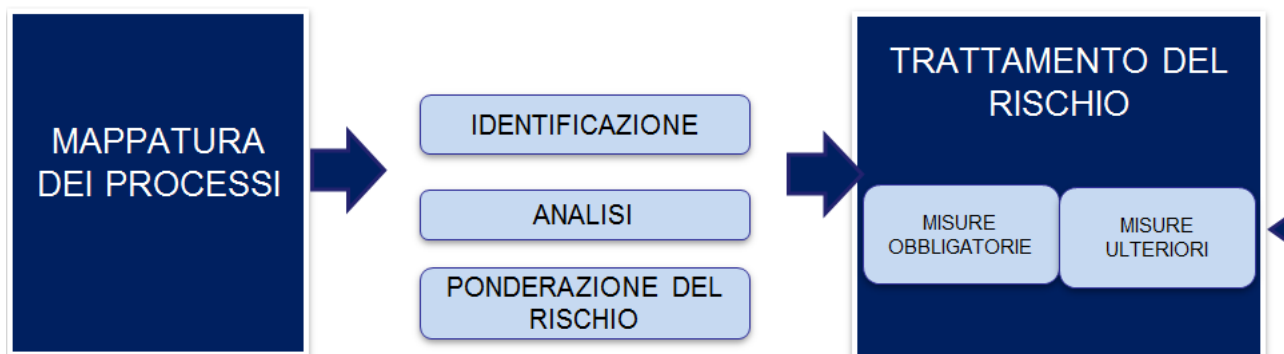 MAPPATURA
DEI PROCESSI
IDENTIFICAZIONE
ANALISI
PONDERAZIONE DEL
RISCHIO
TRATTAMENTO DEL
RISCHIO
MISURE
OBBLIGATORIE
MISURE
ULTERIORI